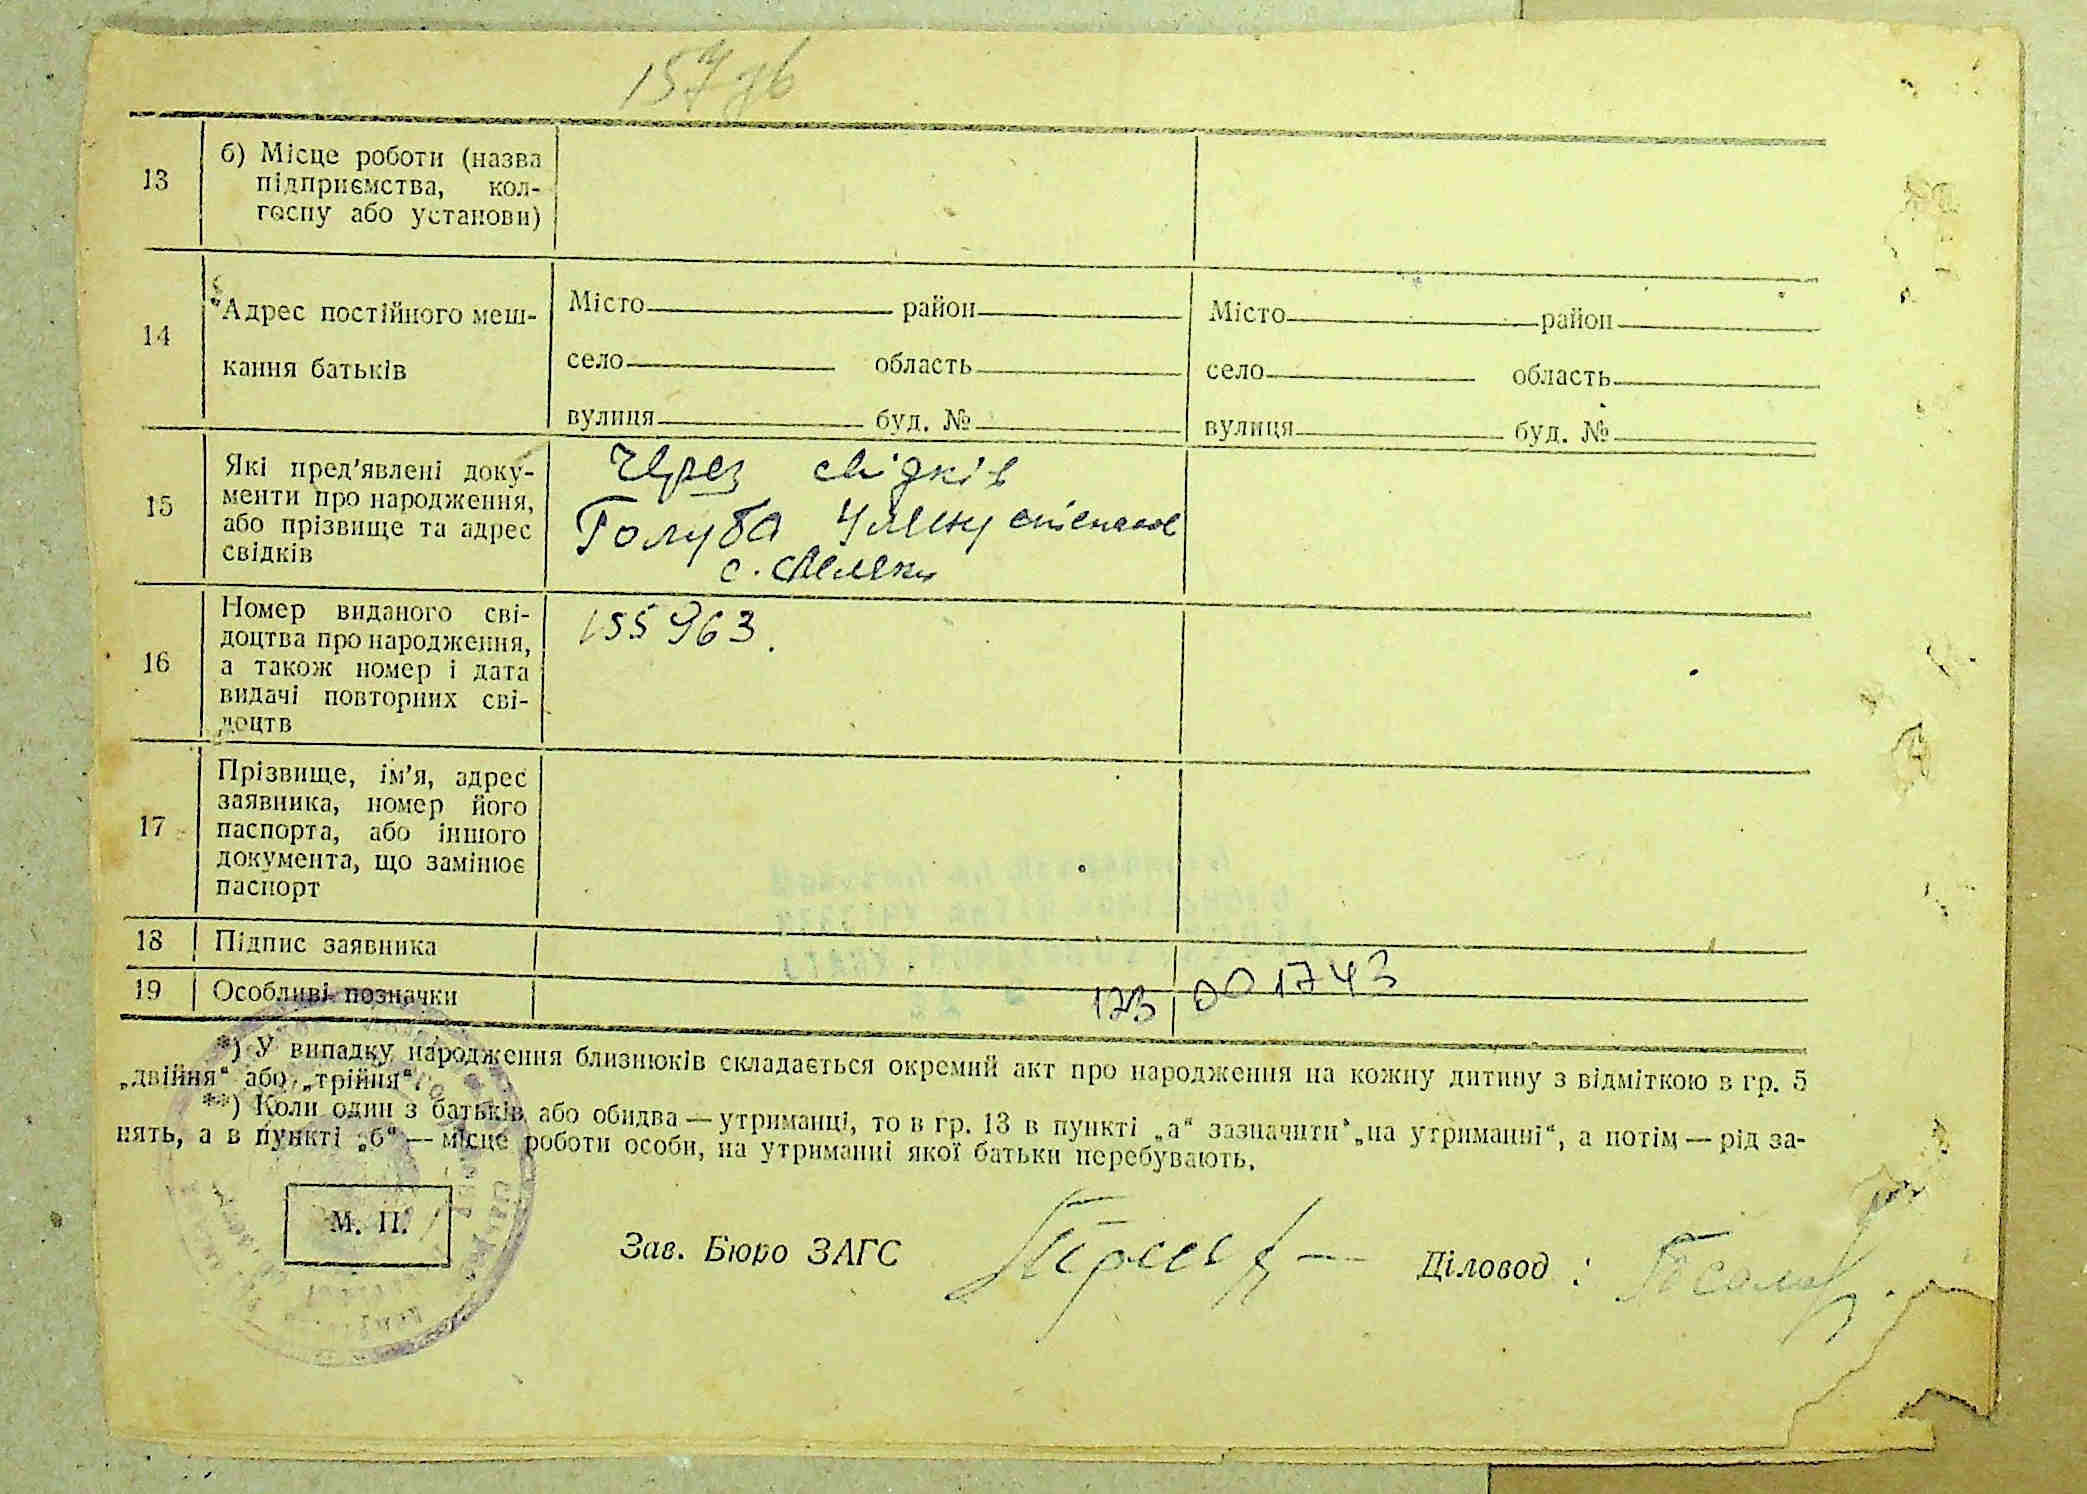 157 зв
13
б) Місце роботи (назва
підприємства, кол-
госпу або установи)
14
*Адрес постійного меш-
кання батьків
Місто район
село область
вулиця буд. №
Місто район
село область
вулиця буд. №
15
Які пред'явлені доку-
менти про народження,
або прізвище та адрес
свідків
Через свідків
Голуба Уляну
с.
16
Номер виданого сві-
доцтва про народження,
а також номер і дата
видачі повторних сві-
доцтв
155963.
17
Прізвище, ім'я, адрес
заявника, номер його
паспорта, або іншого
документа, що замінює
паспорт
18 Підпис заявника
19 Особливі позначки
123 001743
*) У випадку народження близнюків складається окремий акт про народження на кожну дитину з відміткою в гр. 5
„двійня“ або „трійня“.
**) Коли один з батьків або обидва — утриманці, то в гр. 13 в пункті „а“ зазначити „на утриманні“, а потім — рід за-
нять, а в пункті „б“ — місце роботи особи, на утриманні якої батьки перебувають.
М. П.
Зав. Бюро ЗАГС
Діловод :